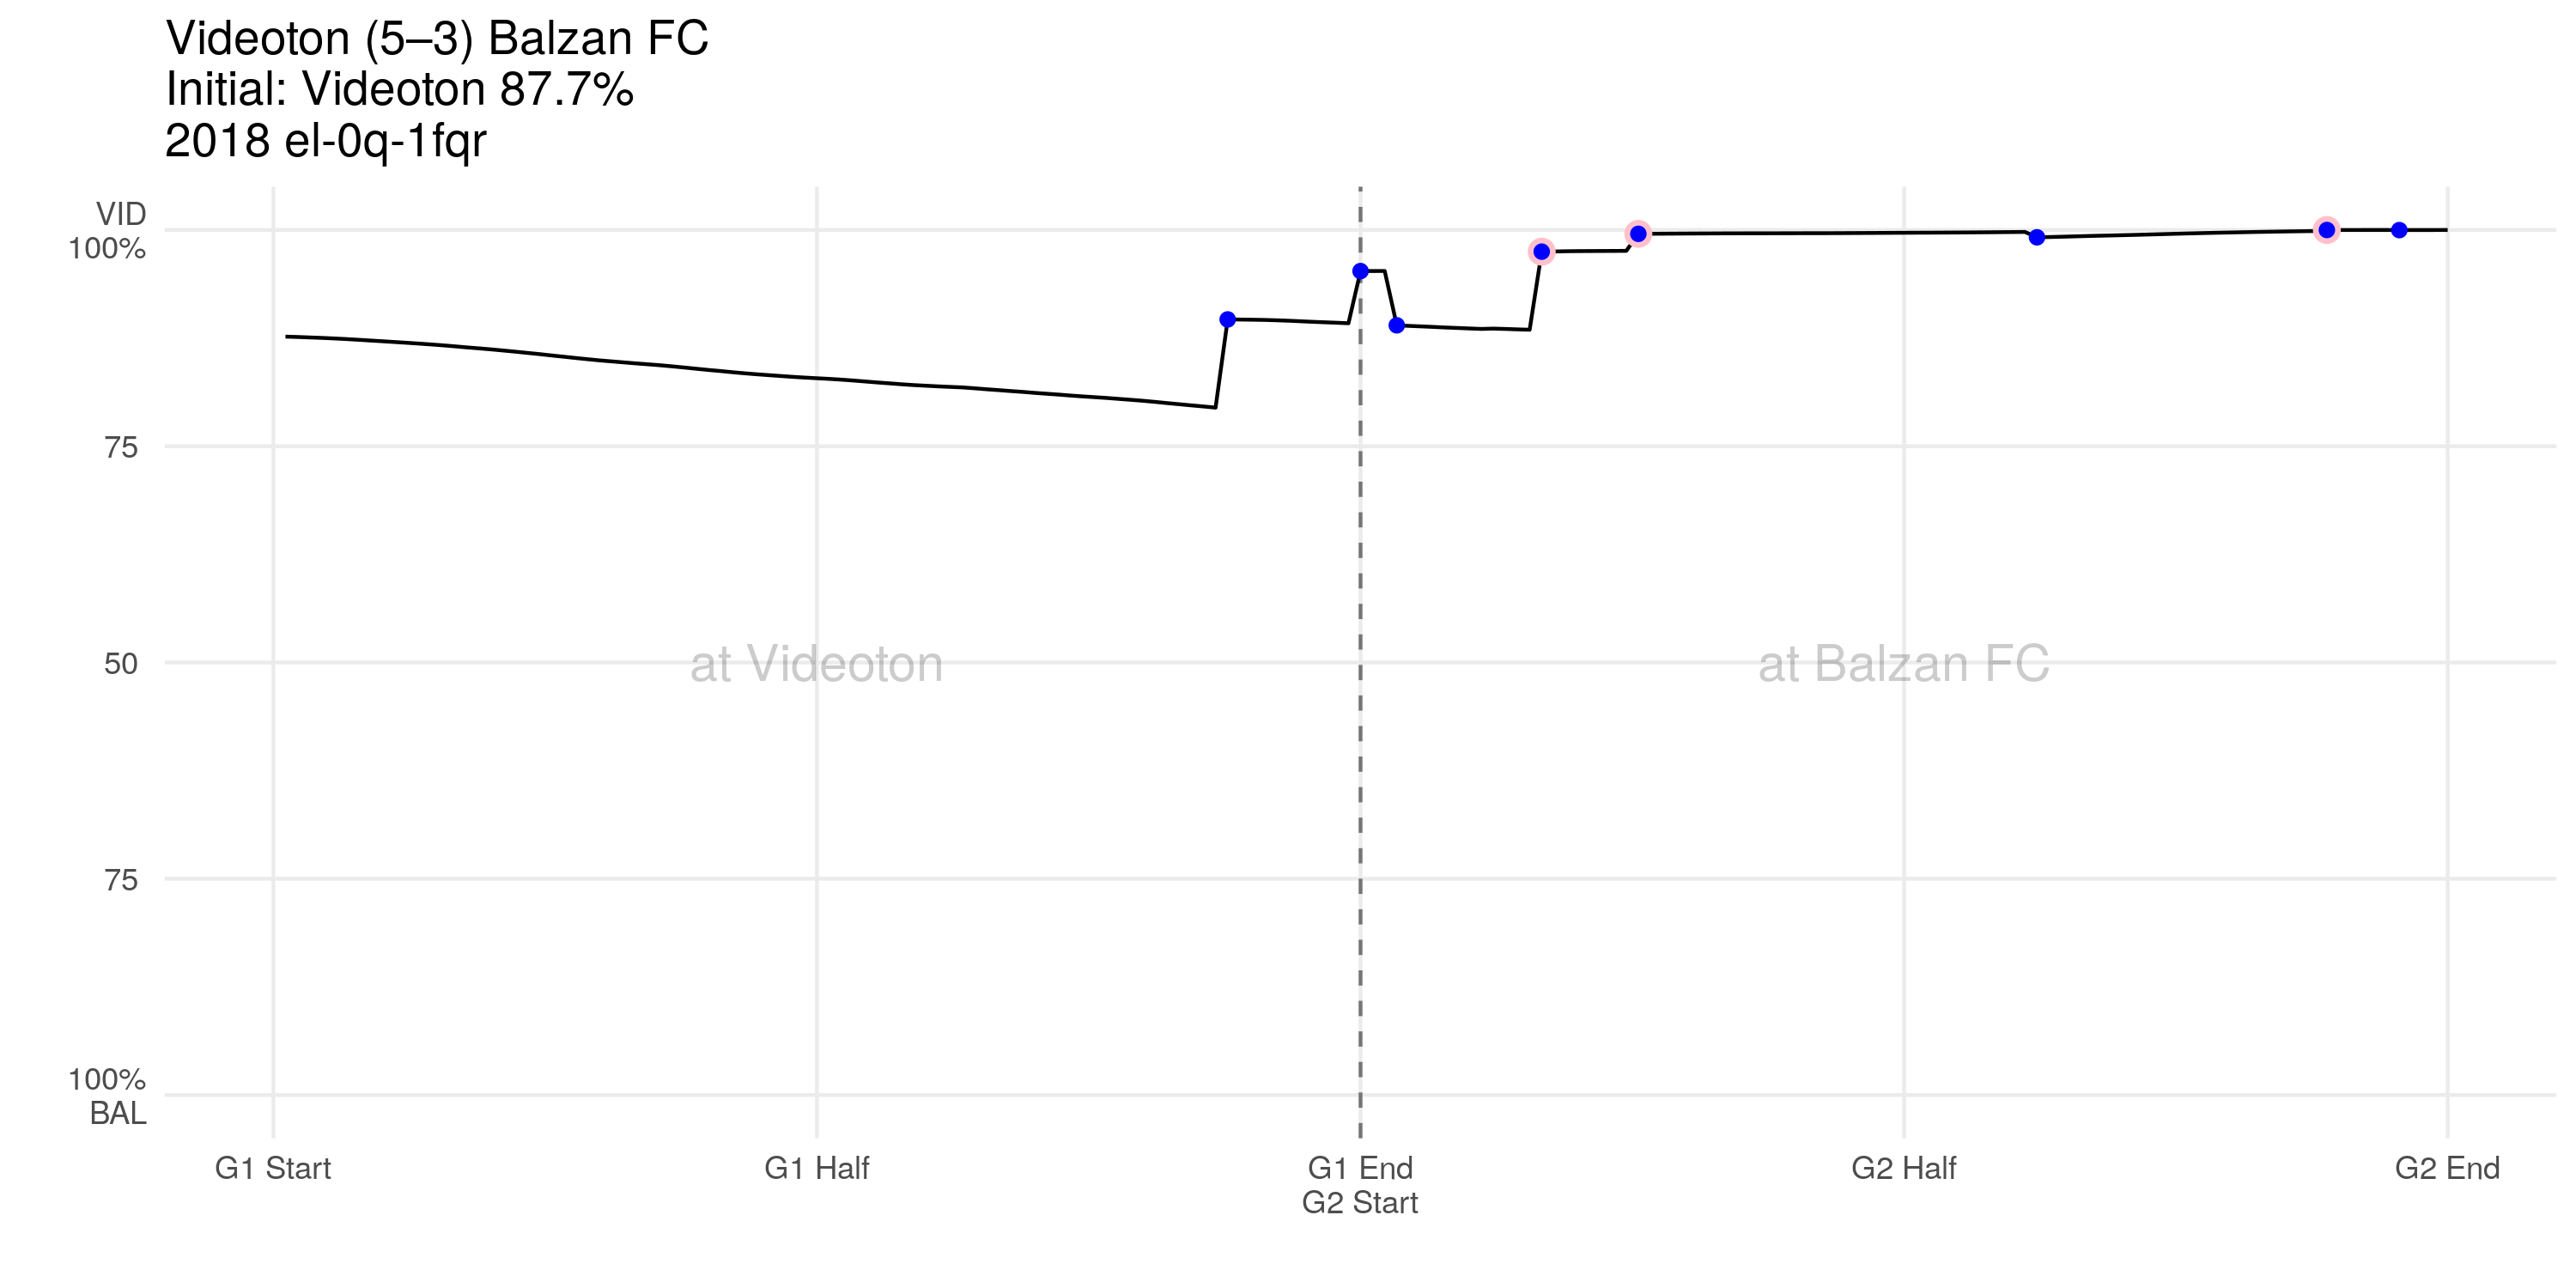 Videoton (5–3) Balzan FC
Initial: Videoton 87.7%
2018 el-0q-1fqr
VID
100%
75
50
75
100%
BAL
at Videoton
at Balzan FC
G1 Start
G1 Half
G1 End
G2 Start
G2 Half
G2 End